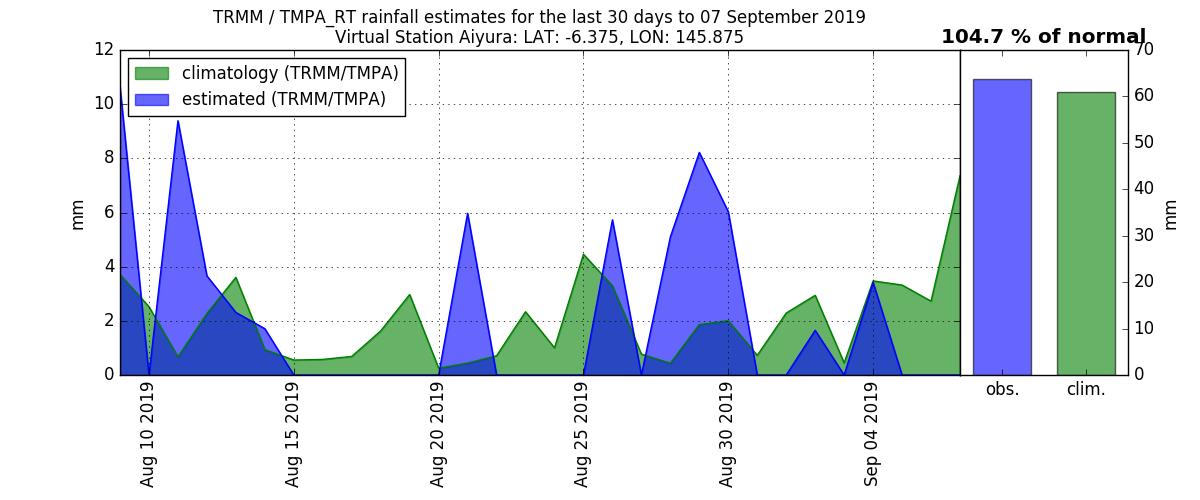 TRMM / TMPA_RT rainfall estimates for the last 30 days to 07 September 2019
Virtual Station Aiyura: LAT: -6.375, LON: 145.875
104.7 % of normal
climatology (TRMM/TMPA)
estimated (TRMM/TMPA)
12
10
8
6
4
2
0
mm
Aug 10 2019
Aug 15 2019
Aug 20 2019
Aug 25 2019
Aug 30 2019
Sep 04 2019
70
60
50
40
30
20
10
0
mm
obs.
clim.